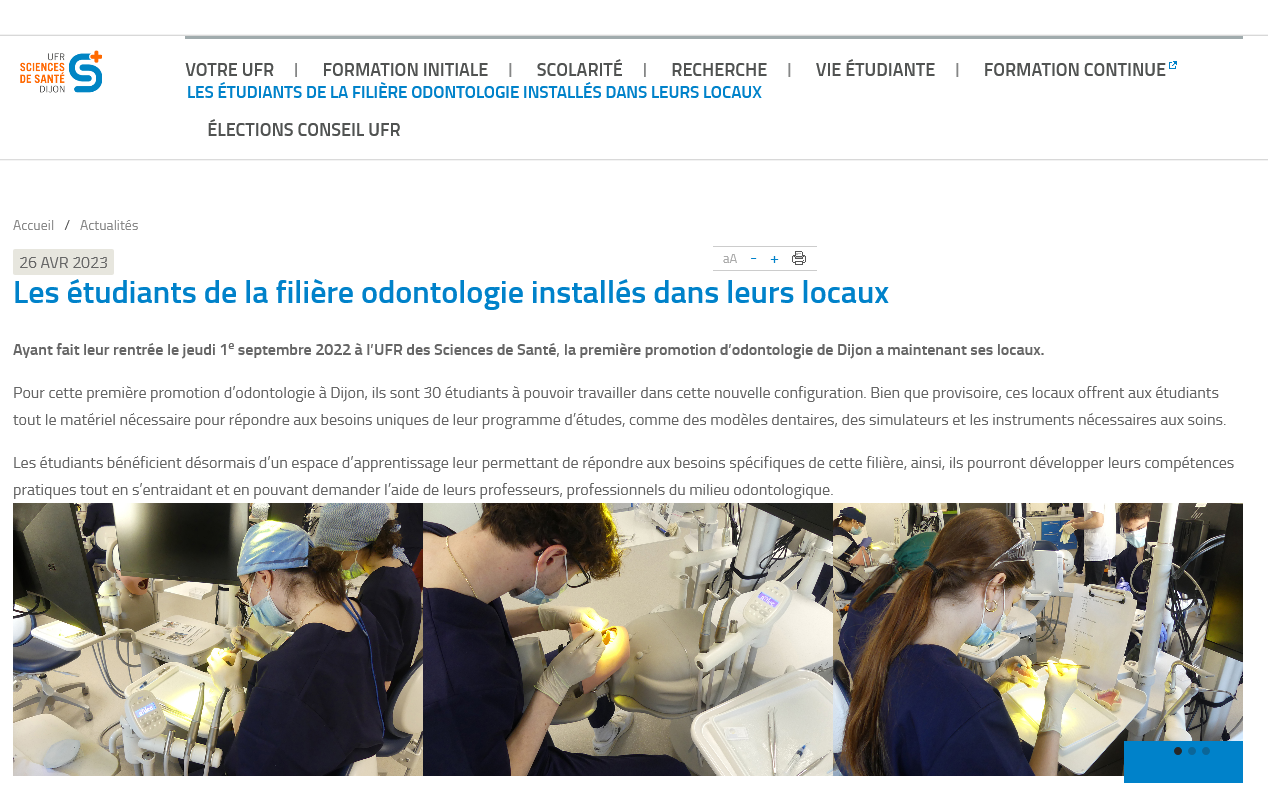 UFR
SCIENCES
DE SANTÉ
DIJON
VOTRE UFR | FORMATION INITIALE | SCOLARITÉ | RECHERCHE | VIE ÉTUDIANTE | FORMATION CONTINUE
LES ÉTUDIANTS DE LA FILIÈRE ODONTOLOGIE INSTALLÉS DANS LEURS LOCAUX
ÉLECTIONS CONSEIL UFR
Accueil / Actualités
26 AVR 2023
aA - +
Les étudiants de la filière odontologie installés dans leurs locaux
Ayant fait leur rentrée le jeudi 1e septembre 2022 à l’UFR des Sciences de Santé, la première promotion d’odontologie de Dijon a maintenant ses locaux.
Pour cette première promotion d’odontologie à Dijon, ils sont 30 étudiants à pouvoir travailler dans cette nouvelle configuration. Bien que provisoire, ces locaux offrent aux étudiants
tout le matériel nécessaire pour répondre aux besoins uniques de leur programme d’études, comme des modèles dentaires, des simulateurs et les instruments nécessaires aux soins.
Les étudiants bénéficient désormais d’un espace d’apprentissage leur permettant de répondre aux besoins spécifiques de cette filière, ainsi, ils pourront développer leurs compétences
pratiques tout en s’entraidant et en pouvant demander l’aide de leurs professeurs, professionnels du milieu odontologique.